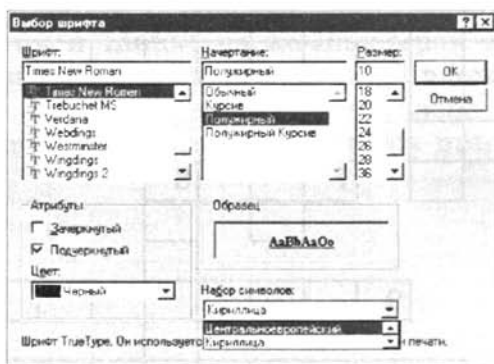 Выбор шрифта
Шрифт:
Начертание:
Размер:
Times New Roman
Полужирный
10
OK
Отмена
Times New Roman
Trebuchet MS
Verdana
Webdings
Westminster
Wingdings
Wingdings 2
Обычный
Курсив
Полужирный
Полужирный Курсив
18
20
22
24
26
28
36
Атрибуты
Зачеркнутый
Подчеркнутый
Цвет:
Черный
Образец
АаBbАаОо
Набор символов:
Кириллица
Центральноевропейский
Кириллица
Шрифт TrueType. Он используетс
и печати.